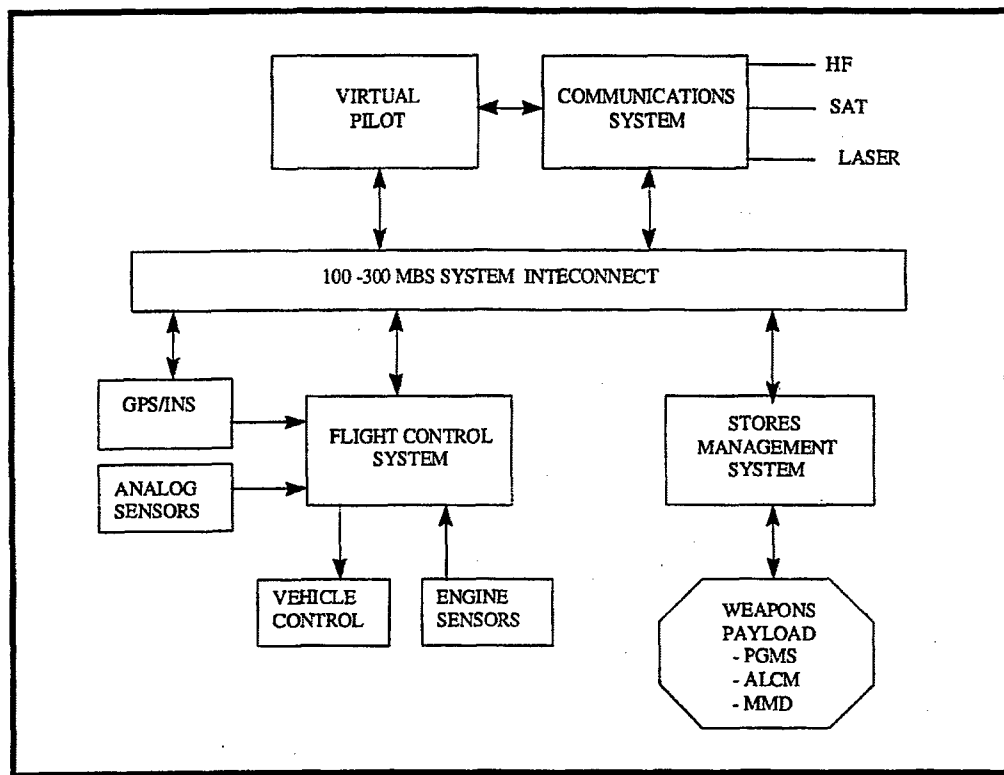 VIRTUAL
PILOT
COMMUNICATIONS
SYSTEM
HF
SAT
LASER
100 -300 MBS SYSTEM INTECONNECT
GPS/INS
ANALOG
SENSORS
FLIGHT CONTROL
SYSTEM
STORES
MANAGEMENT
SYSTEM
VEHICLE
CONTROL
ENGINE
SENSORS
WEAPONS
PAYLOAD
- PGMS
- ALCM
- MMD